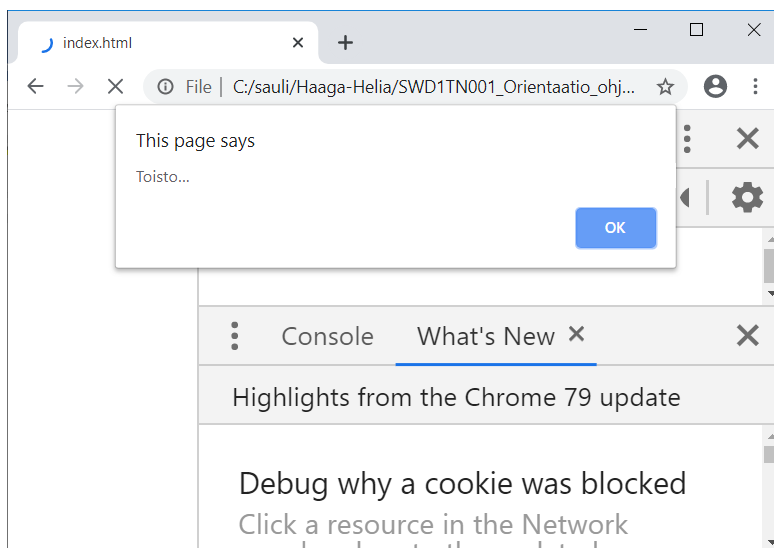 index.html
File | C:/sauli/Haaga-Helia/SWD1TN001_Orientaatio_ohj...
This page says
Toisto...
OK
Console What's New
Highlights from the Chrome 79 update
Debug why a cookie was blocked
Click a resource in the Network